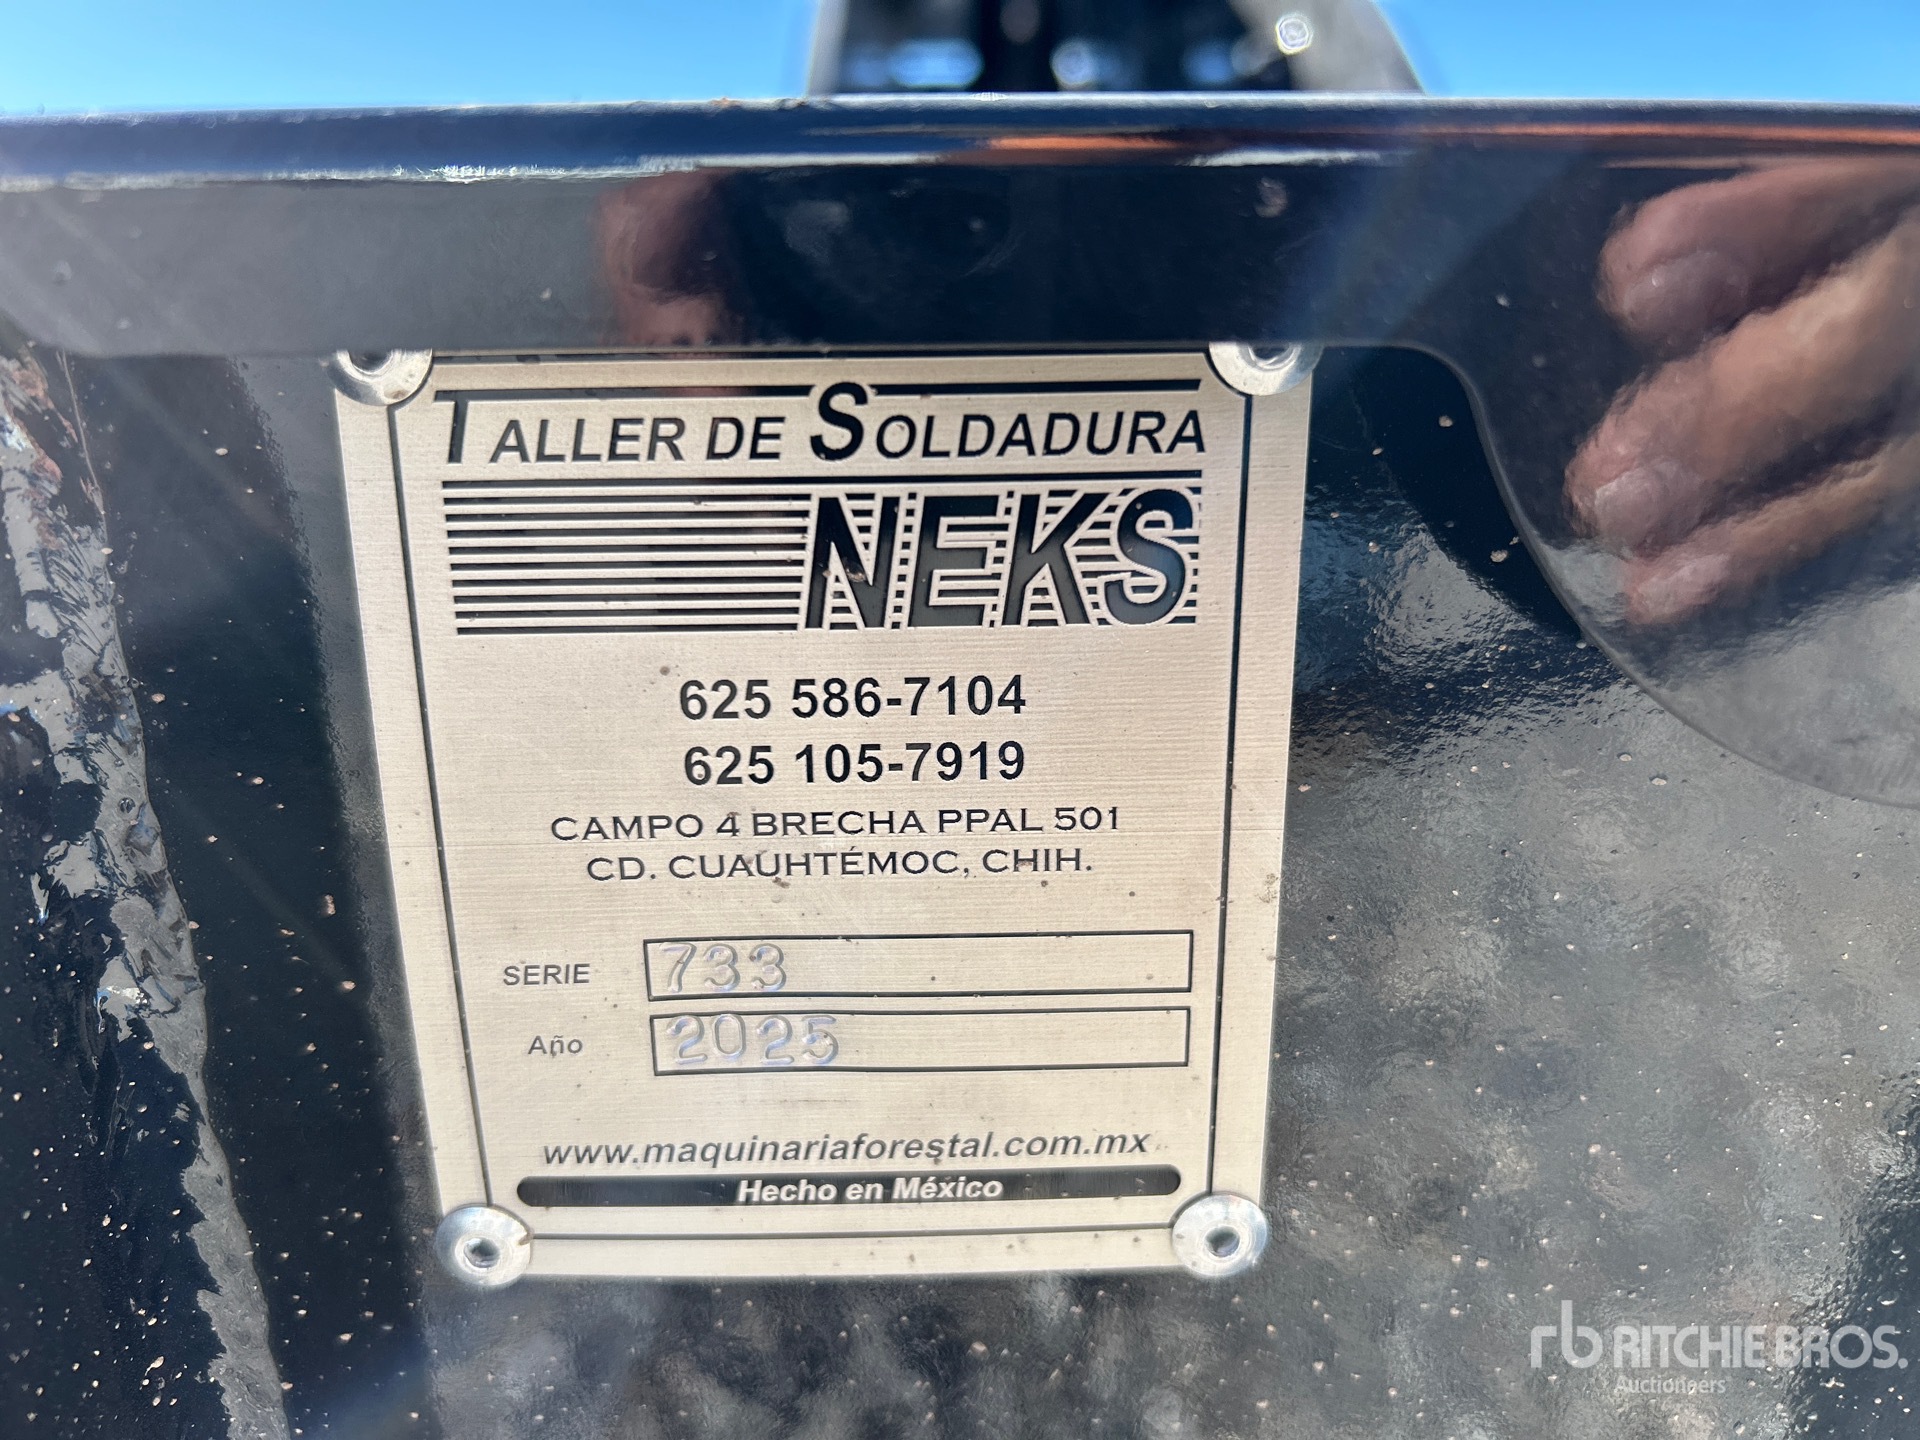 TALLER DE SOLDADURA
NEKS
625 586-7104
625 105-7919
CAMPO 4 BRECHA PPAL 501
CD. CUAUHTÉMOC, CHIH.
SERIE 733
Año 2025
www.maquinariaforestal.com.mx
Hecho en México
rb RITCHIE BROS.
Auctioneers